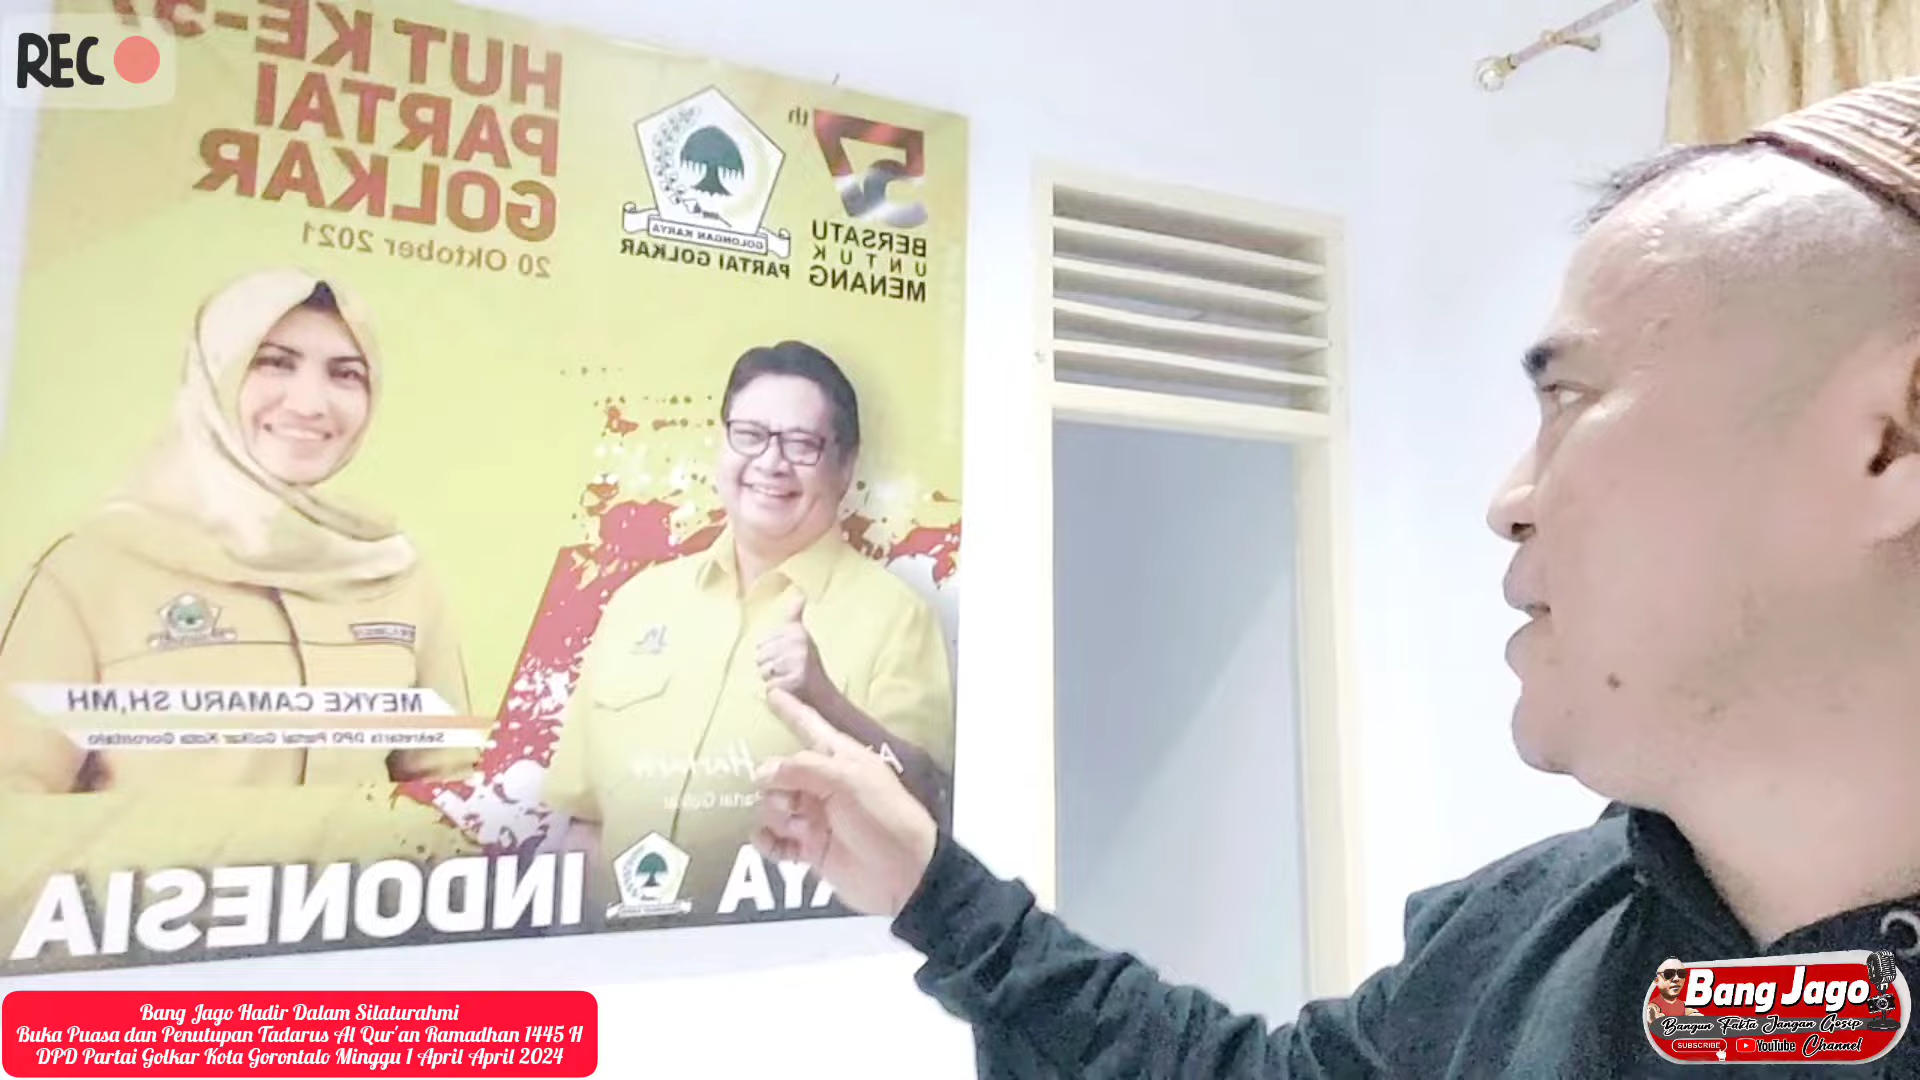 REC
HUT KE-57
PARTAI
GOLKAR
20 Oktober 2021
57th
BERSATU
UNTUK
MENANG
GOLONGAN KARYA
PARTAI GOLKAR
MEYKE CAMARU SH,MH
Sekretaris DPD Partai Golkar Kota Gorontalo
Partai Golkar
INDONESIA
Bang Jago Hadir Dalam Silaturahmi
Buka Puasa dan Penutupan Tadarus Al Qur'an Ramadhan 1445 H
DPD Partai Golkar Kota Gorontalo Minggu 1 April April 2024
Bang Jago
Bangun Fakta Jangan Gosip
SUBSCRIBE YouTube Channel